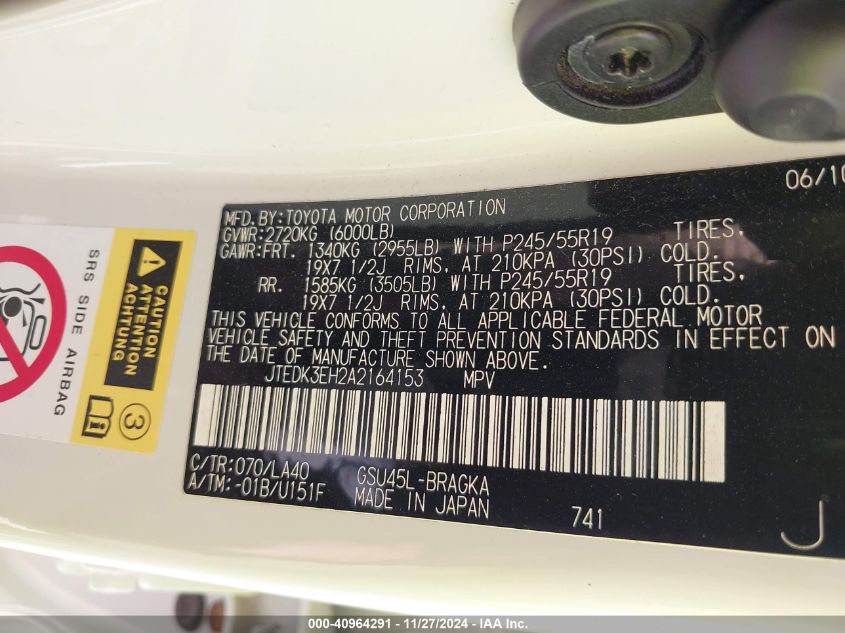 06/10
MFD.BY:TOYOTA MOTOR CORPORATION
GVWR:2720KG (6000LB)
GAWR:FRT. 1340KG (2955LB) WITH P245/55R19 TIRES.
19X7 1/2J RIMS, AT 210KPA (30PSI) COLD.
RR. 1585KG (3505LB) WITH P245/55R19 TIRES,
19X7 1/2J RIMS, AT 210KPA (30PSI) COLD.
THIS VEHICLE CONFORMS TO ALL APPLICABLE FEDERAL MOTOR
VEHICLE SAFETY AND THEFT PREVENTION STANDARDS IN EFFECT ON
THE DATE OF MANUFACTURE SHOWN ABOVE.
JTEDK3EH2A2164153 MPV
C/TR:070/LA40 GSU45L-BRAGKA
A/TM:-01B/U151F MADE IN JAPAN
741
J
SRS SIDE AIRBAG
CAUTION
ATTENTION
ACHTUNG
3
i
000-40964291 - 11/27/2024 - IAA Inc.